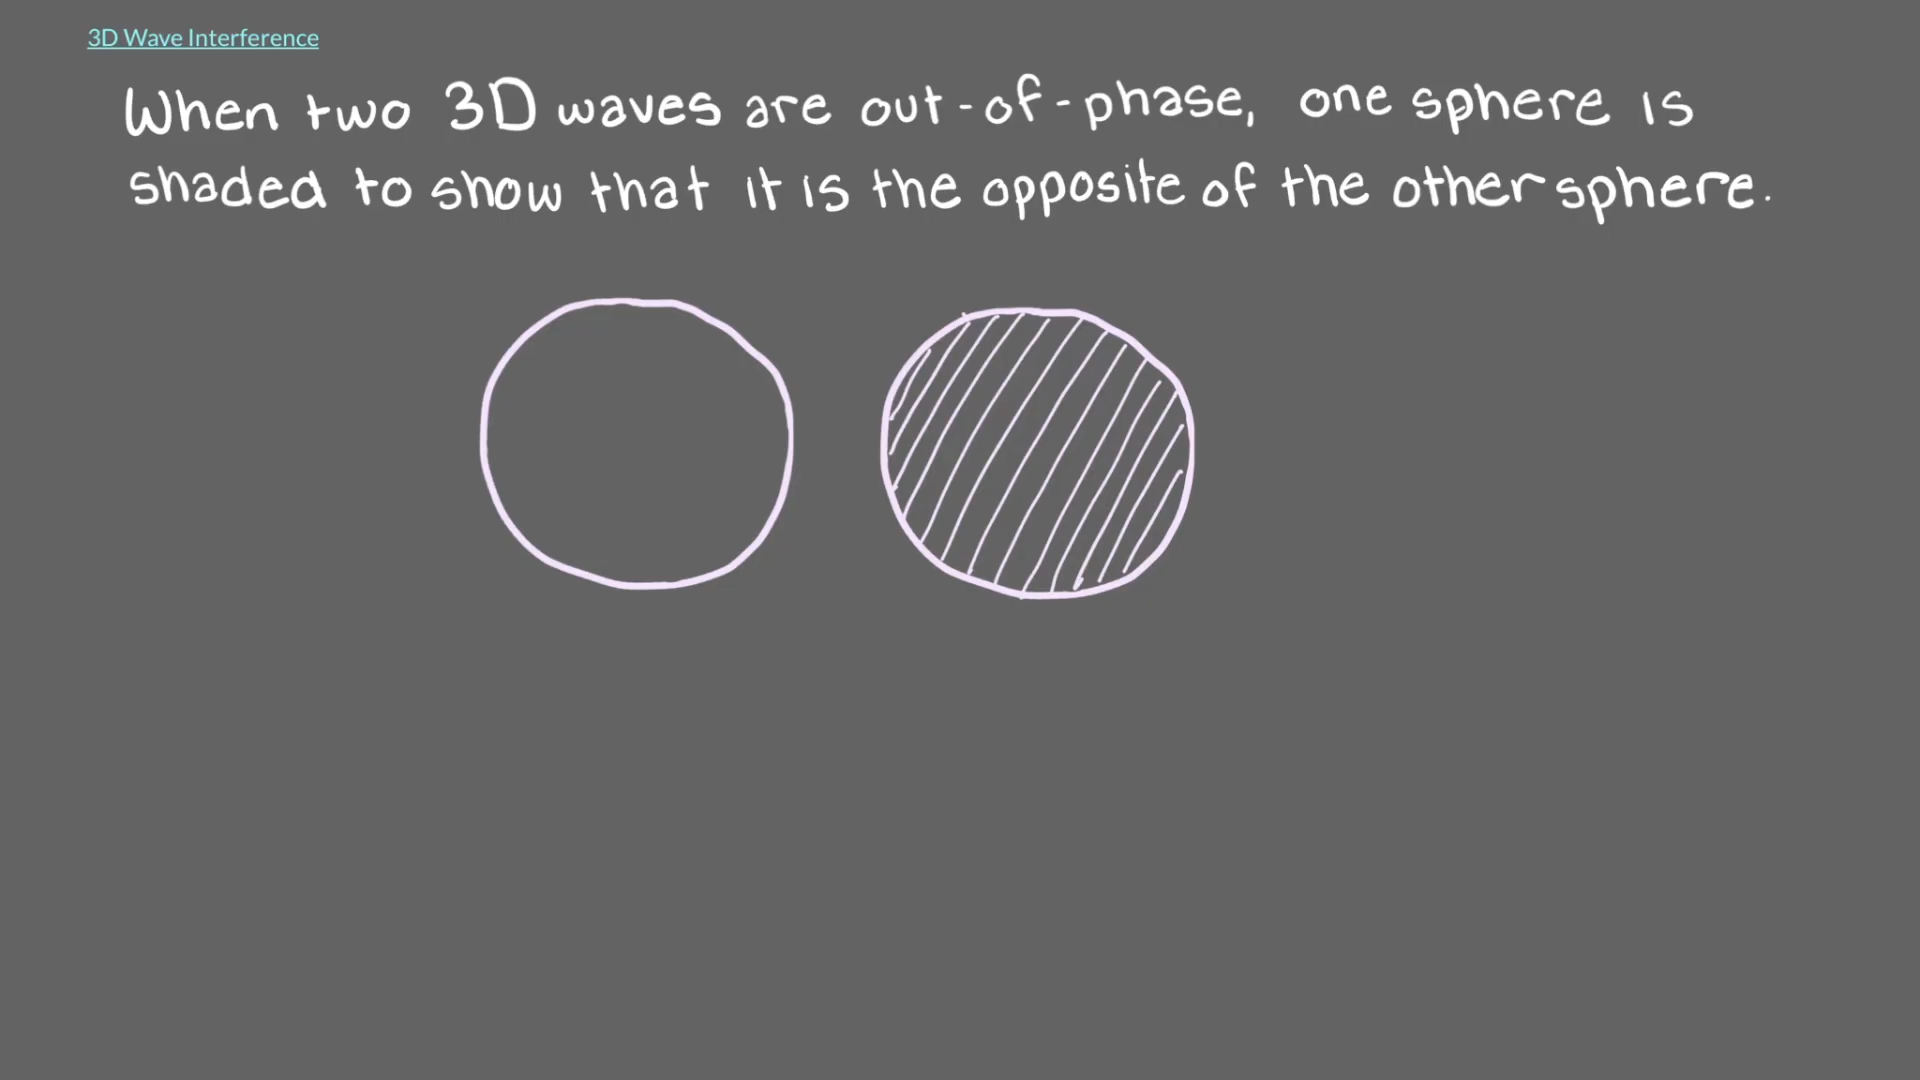 3D Wave Interference
When two 3D waves are out-of-phase, one sphere is
shaded to show that it is the opposite of the other sphere.